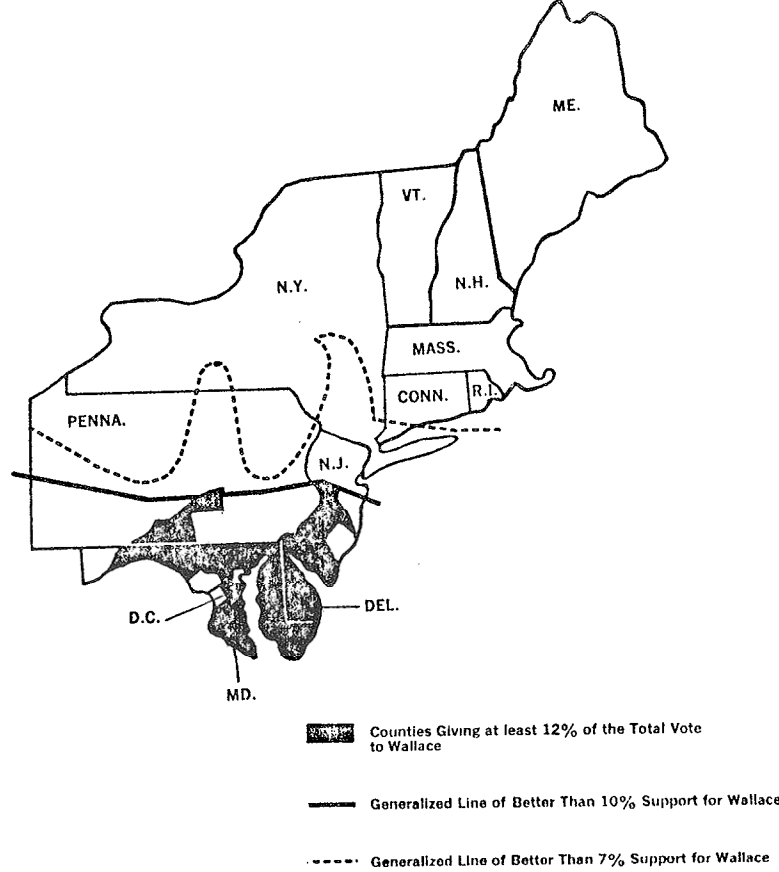 ME.
VT.
N.H.
N.Y.
MASS.
CONN.
R.I.
PENNA.
N.J.
D.C.
DEL.
MD.
Counties Giving at least 12% of the Total Vote
to Wallace
Generalized Line of Better Than 10% Support for Wallace
Generalized Line of Better Than 7% Support for Wallace